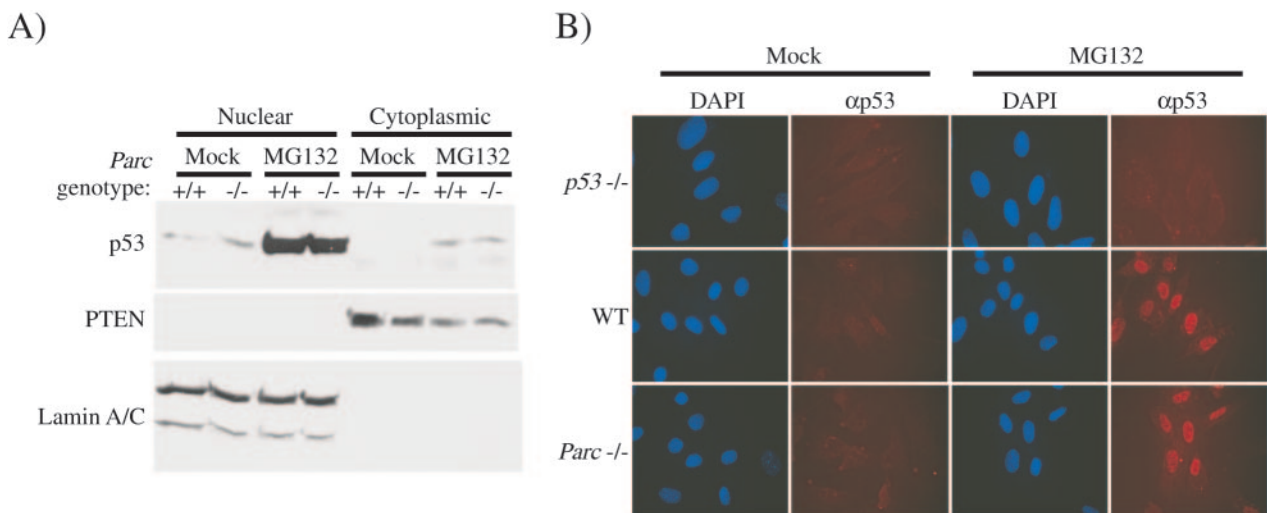 A)
Nuclear Cytoplasmic
Parc Mock MG132 Mock MG132
genotype: +/+ -/- +/+ -/- +/+ -/- +/+ -/-
p53
PTEN
Lamin A/C
B)
Mock MG132
DAPI αp53 DAPI αp53
p53 -/-
WT
Parc -/-